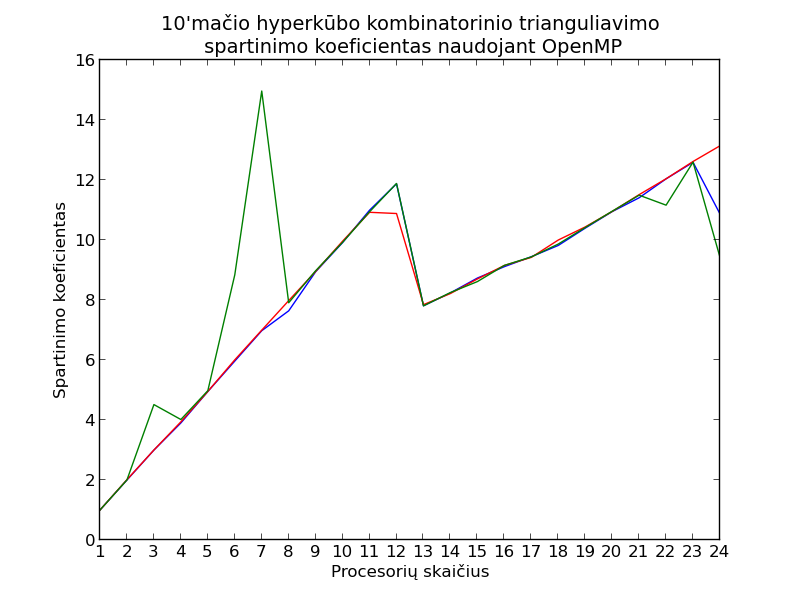 10'mačio hyperkūbo kombinatorinio trianguliavimo
spartinimo koeficientas naudojant OpenMP
16
14
12
10
8
6
4
2
0
Spartinimo koeficientas
1 2 3 4 5 6 7 8 9 10 11 12 13 14 15 16 17 18 19 20 21 22 23 24
Procesorių skaičius